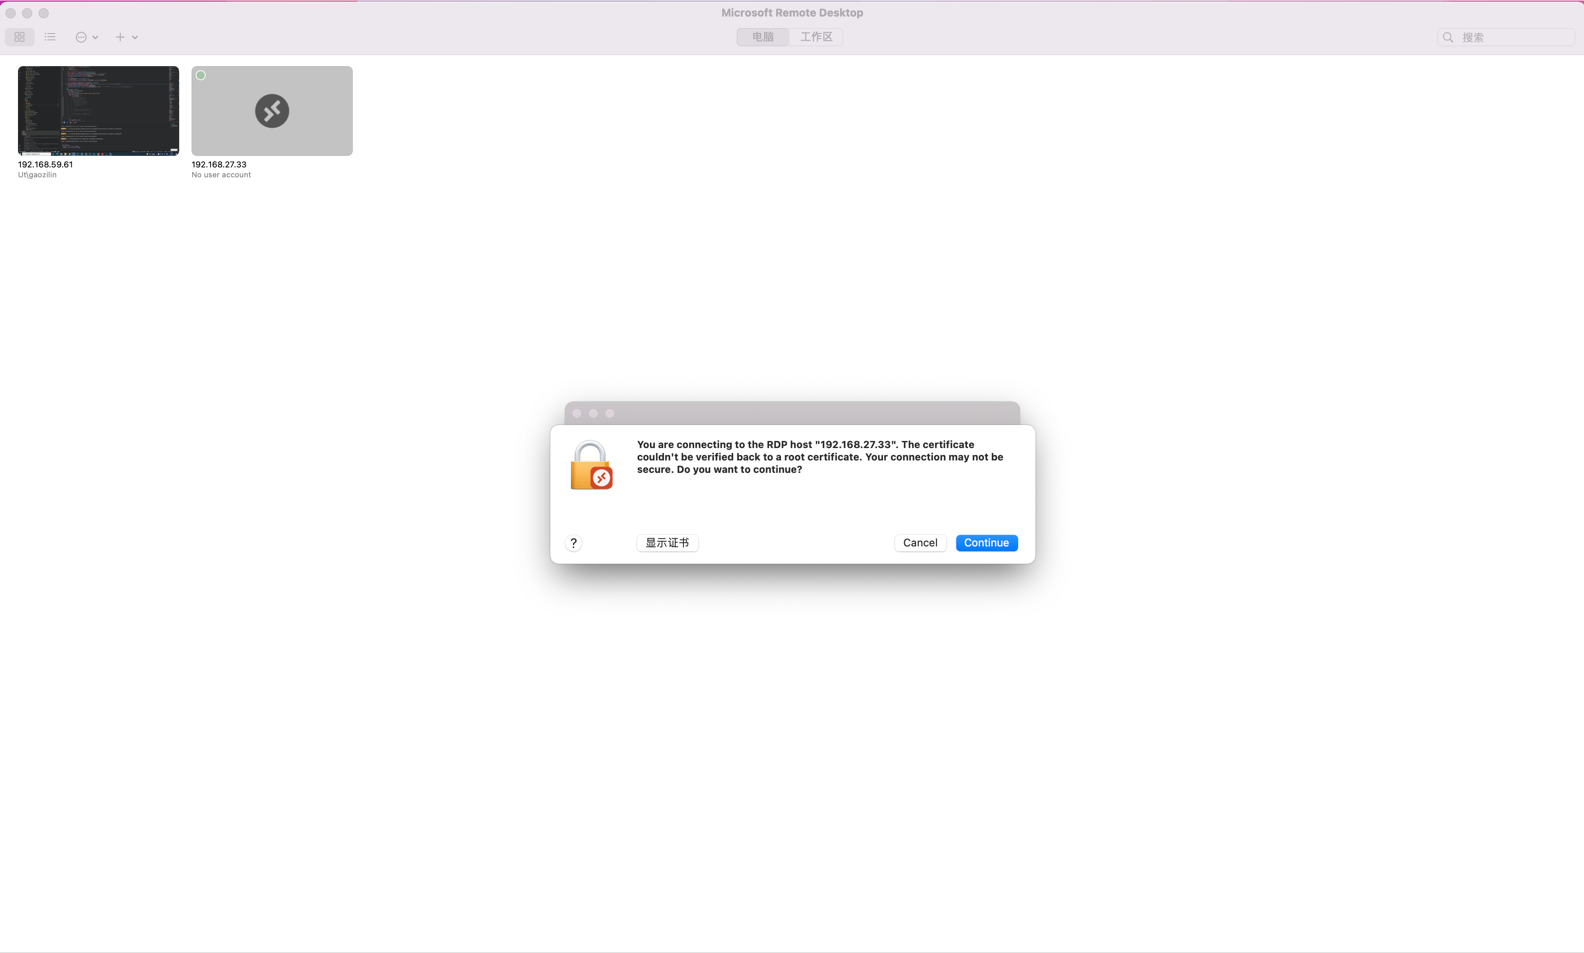 Microsoft Remote Desktop
电脑
工作区
搜索
192.168.59.61
Ut\gaozilin
192.168.27.33
No user account
You are connecting to the RDP host "192.168.27.33". The certificate
couldn't be verified back to a root certificate. Your connection may not be
secure. Do you want to continue?
?
显示证书
Cancel
Continue